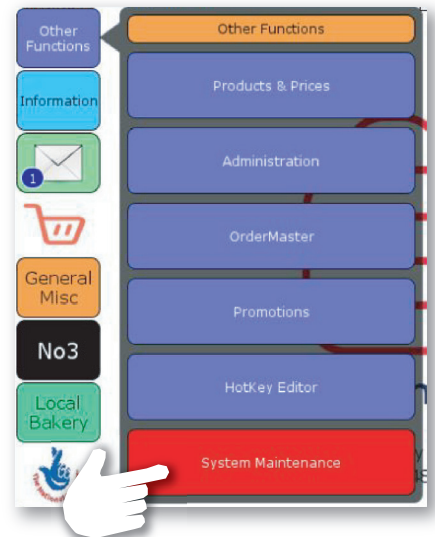 Other
Functions
Information
1
General
Misc
No3
Local
Bakery
Other Functions
Products & Prices
Administration
OrderMaster
Promotions
HotKey Editor
System Maintenance